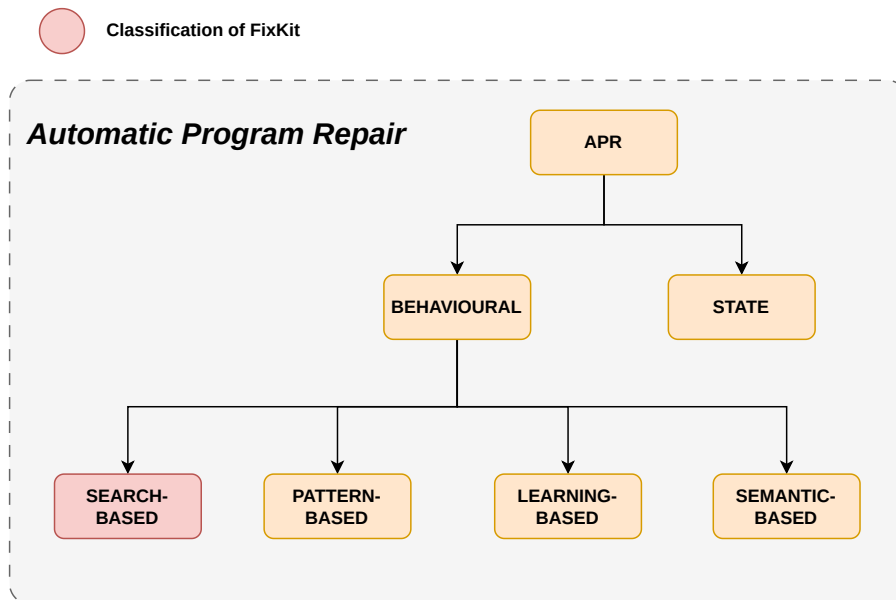 Classification of FixKit
Automatic Program Repair
APR
BEHAVIOURAL
STATE
SEARCH-
BASED
PATTERN-
BASED
LEARNING-
BASED
SEMANTIC-
BASED